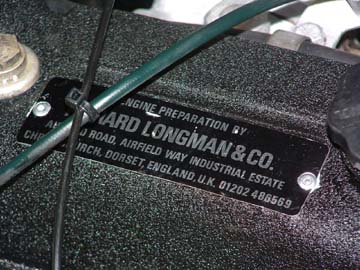 ENGINE PREPARATION BY
LONGMAN & CO.
ROAD, AIRFIELD WAY INDUSTRIAL ESTATE
DORSET, ENGLAND, U.K. 01202 486569